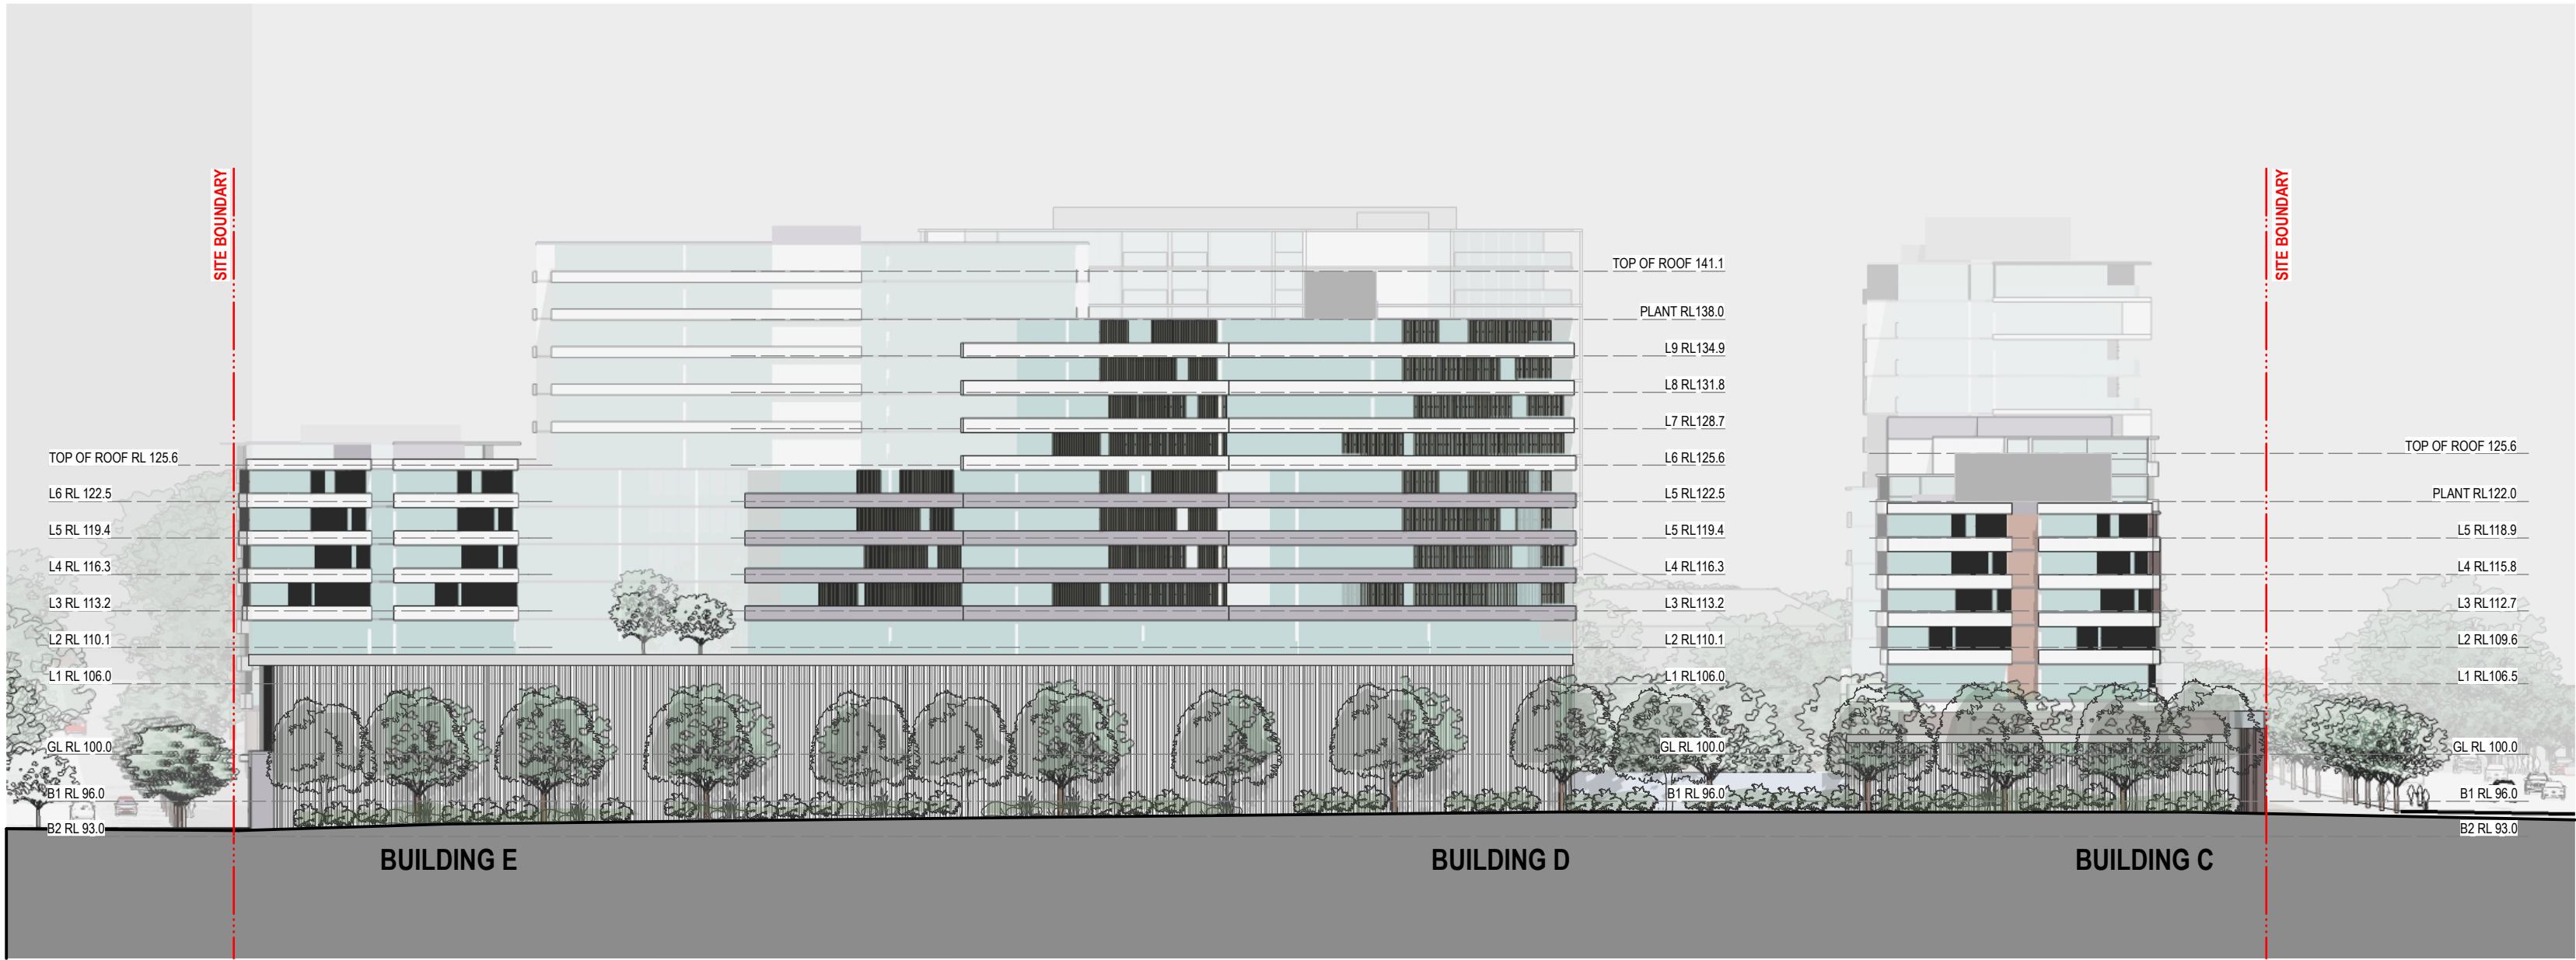 SITE BOUNDARY
SITE BOUNDARY
TOP OF ROOF RL 125.6
L6 RL 122.5
L5 RL 119.4
L4 RL 116.3
L3 RL 113.2
L2 RL 110.1
L1 RL 106.0
GL RL 100.0
B1 RL 96.0
B2 RL 93.0
TOP OF ROOF 141.1
PLANT RL138.0
L9 RL134.9
L8 RL131.8
L7 RL128.7
L6 RL125.6
L5 RL122.5
L5 RL119.4
L4 RL116.3
L3 RL113.2
L2 RL110.1
L1 RL106.0
GL RL 100.0
B1 RL 96.0
TOP OF ROOF 125.6
PLANT RL122.0
L5 RL118.9
L4 RL115.8
L3 RL112.7
L2 RL109.6
L1 RL106.5
GL RL 100.0
B1 RL 96.0
B2 RL 93.0
BUILDING E
BUILDING D
BUILDING C